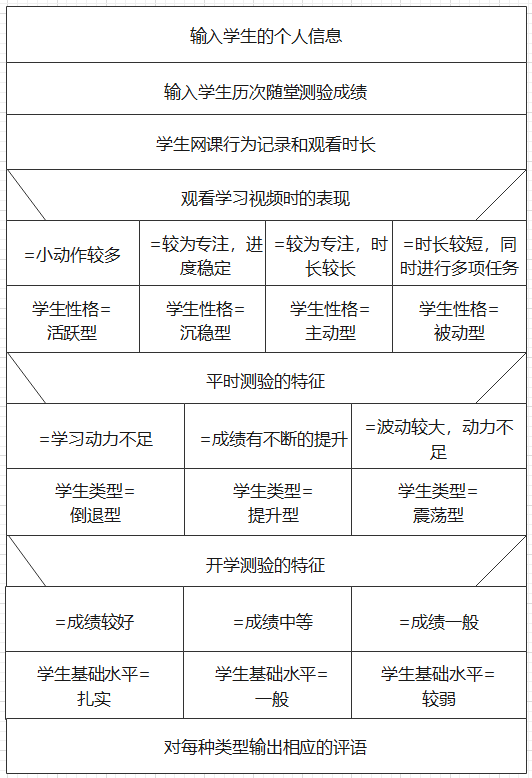 输入学生的个人信息
输入学生历次随堂测验成绩
学生网课行为记录和观看时长
观看学习视频时的表现
=小动作较多
=较为专注，进
度稳定
=较为专注，时
长较长
=时长较短，同
时进行多项任务
学生性格=
活跃型
学生性格=
沉稳型
学生性格=
主动型
学生性格=
被动型
平时测验的特征
=学习动力不足
=成绩有不断的提升
=波动较大，动力不
足
学生类型=
倒退型
学生类型=
提升型
学生类型=
震荡型
开学测验的特征
=成绩较好
=成绩中等
=成绩一般
学生基础水平=
扎实
学生基础水平=
一般
学生基础水平=
较弱
对每种类型输出相应的评语